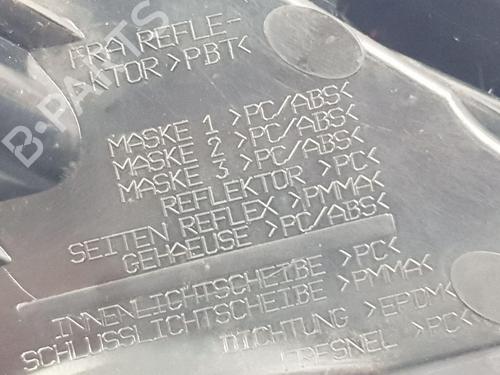 FRA REFLE-
KTOR >PBT<
MASKE 1 >PC/ABS<
MASKE 2 >PC/ABS<
MASKE 3 >PC/ABS<
REFLEKTOR >PC<
SEITEN REFLEX >PMMA<
GEHAEUSE >PC/ABS<
INNENLICHTSCHEIBE >PC<
SCHLUSSLICHTSCHEIBE >PMMA<
DICHTUNG >EPDM<
FRESNEL >PC<
B-PARTS